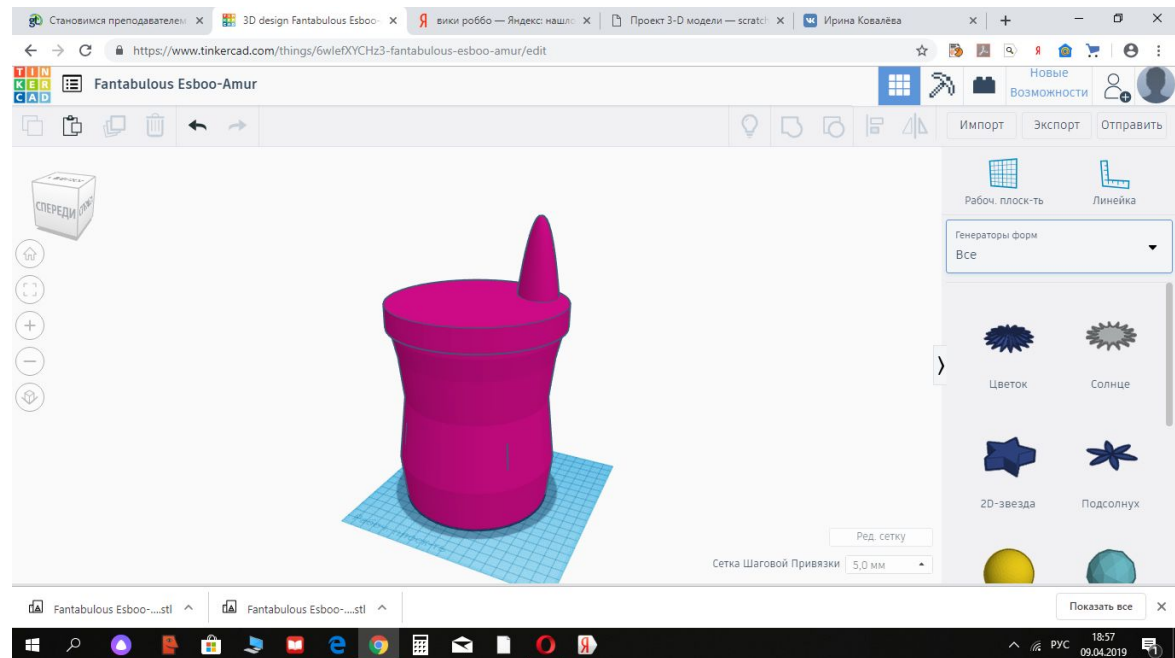 Становимся преподавателем
3D design Fantabulous Esboo-
вики роббо — Яндекс: нашло
Проект 3-D модели — scratch
Ирина Ковалёва
https://www.tinkercad.com/things/6wlefXYCHz3-fantabulous-esboo-amur/edit
TIN
KER
CAD
Fantabulous Esboo-Amur
Новые
Возможности
Импорт
Экспорт
Отправить
СПЕРЕДИ
Рабоч. плоск-ть
Линейка
Генераторы форм
Все
Цветок
Солнце
2D-звезда
Подсолнух
Ред. сетку
Сетка Шаговой Привязки
5,0 мм
Fantabulous Esboo-....stl
Fantabulous Esboo-....stl
Показать все
РУС
18:57
09.04.2019